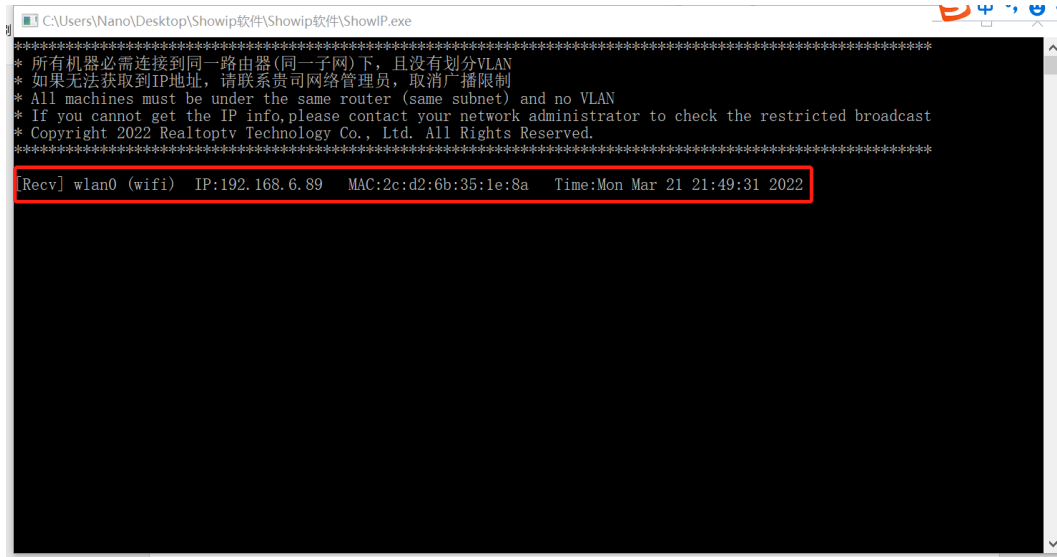 C:\Users\Nano\Desktop\Showip软件\Showip软件\ShowIP.exe
中
****************************************************************************************************
* 所有机器必需连接到同一路由器(同一子网)下，且没有划分VLAN
* 如果无法获取到IP地址，请联系贵司网络管理员，取消广播限制
* All machines must be under the same router (same subnet) and no VLAN
* If you cannot get the IP info,please contact your network administrator to check the restricted broadcast
* Copyright 2022 Realtoptv Technology Co., Ltd. All Rights Reserved.
****************************************************************************************************
[Recv] wlan0 (wifi)  IP:192.168.6.89   MAC:2c:d2:6b:35:1e:8a   Time:Mon Mar 21 21:49:31 2022